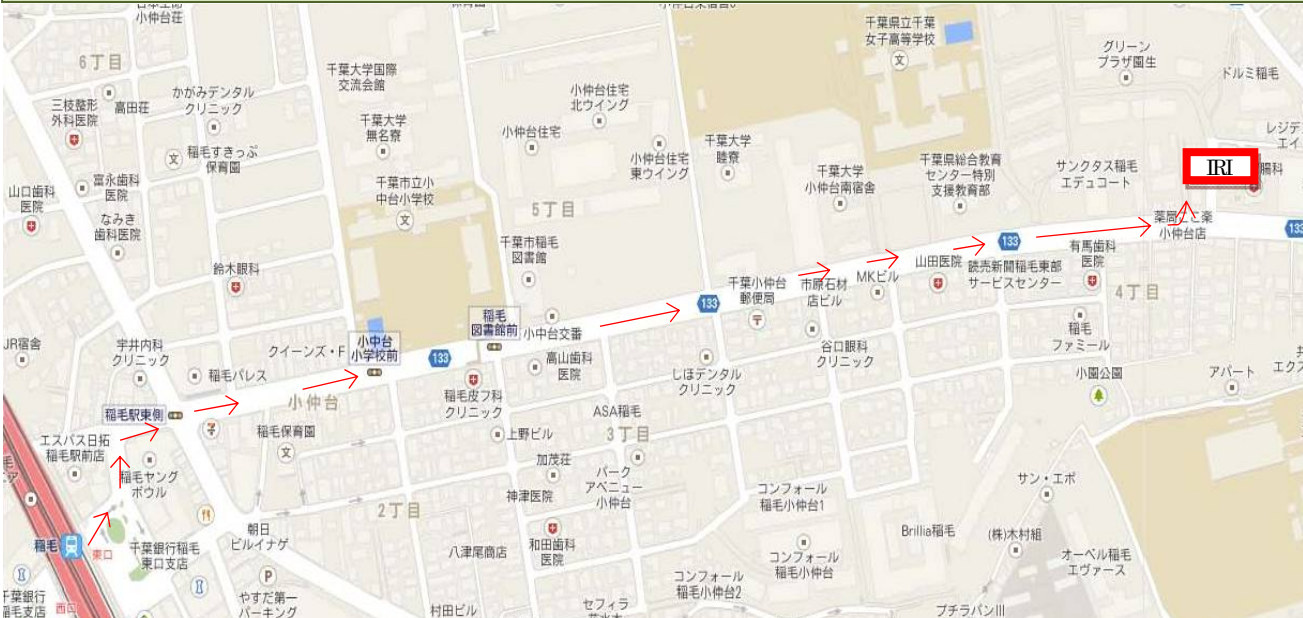 小仲台荘
6丁目
三枝整形
外科医院
高田荘
かがみデンタル
クリニック
稲毛すきっぷ
保育園
山口歯科
医院
富永歯科
医院
なみき
歯科医院
鈴木眼科
千葉大学国際
交流会館
千葉大学
無名寮
千葉市立小
中台小学校
小仲台住宅
北ウイング
小仲台住宅
小仲台住宅
東ウイング
5丁目
千葉市稲毛
図書館
千葉県立千葉
女子高等学校
千葉大学
睦寮
千葉大学
小仲台南宿舎
千葉県総合教育
センター特別
支援教育部
グリーン
プラザ園生
ドルミ稲毛
レジデ
エイ
サンクタス稲毛
エデュコート
IRI
腸科
薬局ここ楽
小仲台店
133
133
有馬歯科
医院
4丁目
山田医院
読売新聞稲毛東部
サービスセンター
MKビル
市原石材
店ビル
千葉小仲台
郵便局
133
稲毛
図書館前
小中台交番
小中台
小学校前
133
高山歯科
医院
しほデンタル
クリニック
谷口眼科
クリニック
稲毛
ファミール
小園公園
アパート
エクス
JR宿舎
宇井内科
クリニック
稲毛パレス
クイーンズ・F
小仲台
稲毛皮フ科
クリニック
稲毛駅東側
稲毛保育園
上野ビル
ASA稲毛
3丁目
エスパス日拓
稲毛駅前店
稲毛ヤング
ボウル
加茂荘
パーク
アベニュー
小仲台
神津医院
2丁目
コンフォール
稲毛小仲台1
サン・エポ
Brillia稲毛
(株)木村組
稲毛
東口
千葉銀行稲毛
東口支店
朝日
ビルイナゲ
八津尾商店
和田歯科
医院
コンフォール
稲毛小仲台
コンフォール
稲毛小仲台2
オーベル稲毛
エヴァース
千葉銀行
稲毛支店
西口
P
やすだ第一
パーキング
村田ビル
セフィラ
プチラパンIII